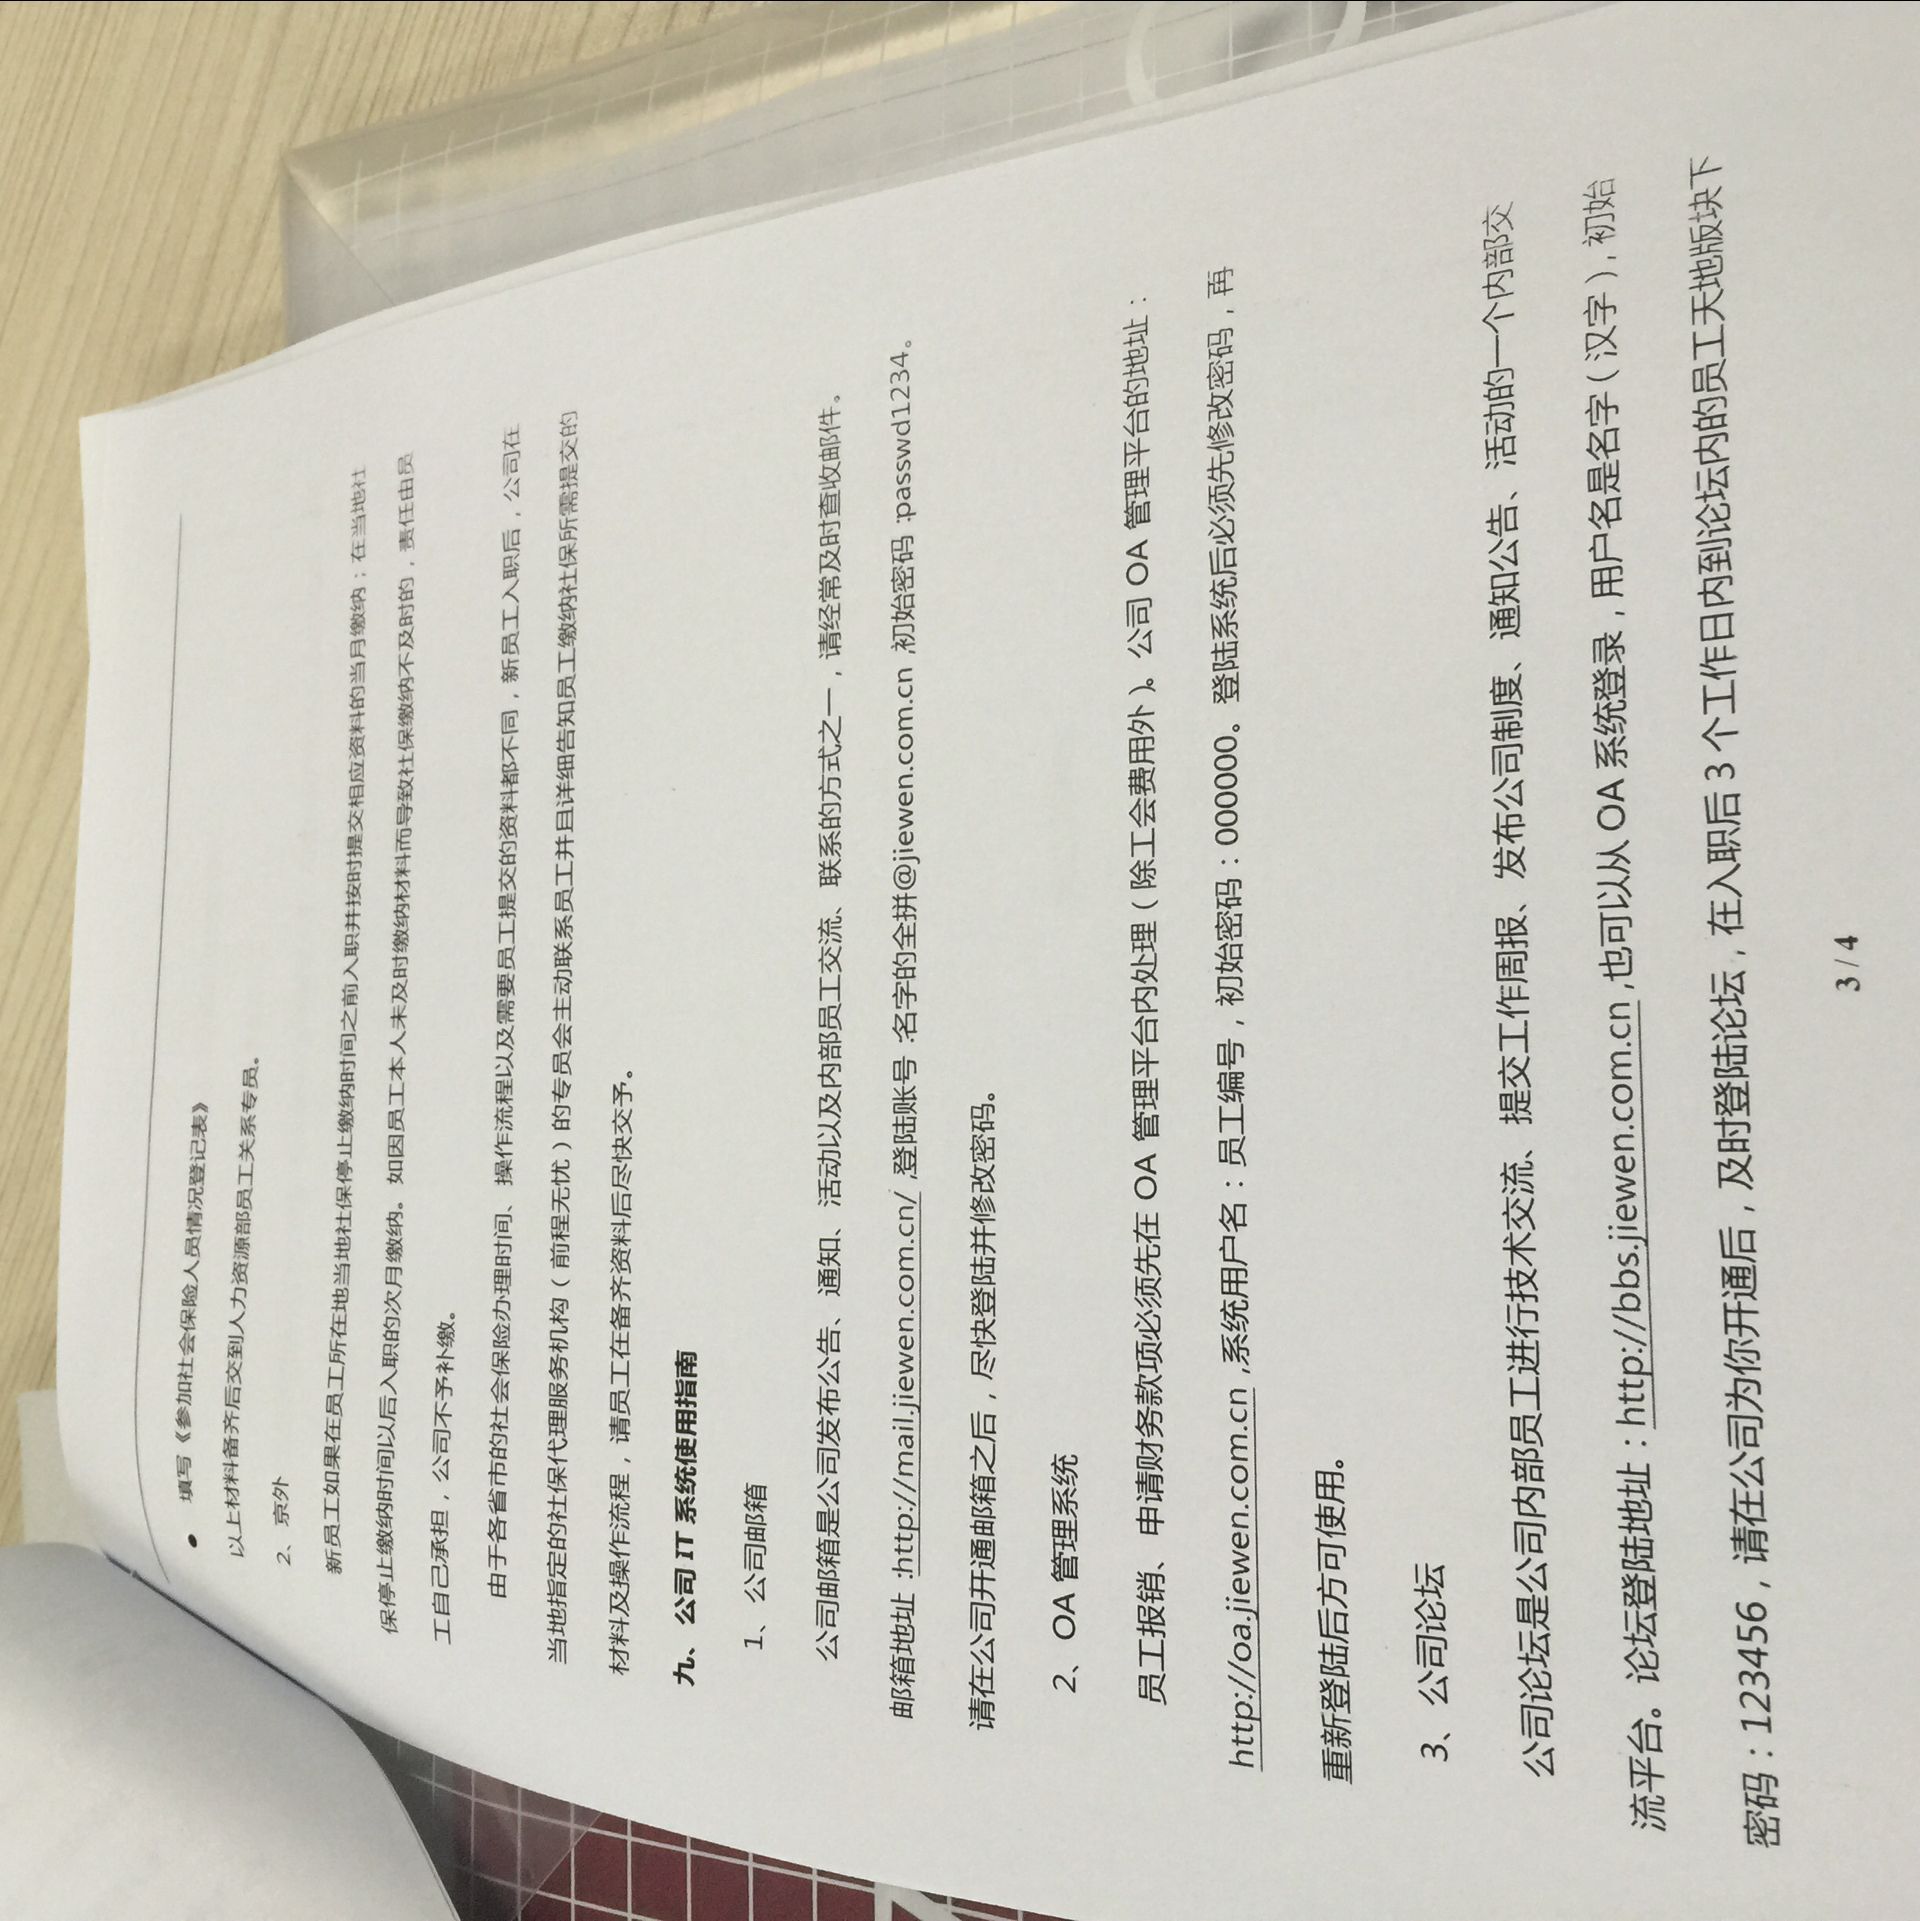 ● 填写《参加社会保险人员情况登记表》
以上材料备齐后交到人力资源部员工关系专员。
2、京外
新员工如果在员工所在地当地社保停止缴纳时间之前入职并按时提交相应资料的当月缴纳；在当地社
保停止缴纳时间以后入职的次月缴纳。如因员工本人未及时缴纳材料而导致社保缴纳不及时的，责任由员
工自己承担，公司不予补缴。
由于各省市的社会保险办理时间、操作流程以及需要员工提交的资料都不同，新员工入职后，公司在
当地指定的社保代理服务机构（前程无忧）的专员会主动联系员工并且详细告知员工缴纳社保所需提交的
材料及操作流程，请员工在备齐资料后尽快交予。
九、公司 IT 系统使用指南
1、公司邮箱
公司邮箱是公司发布公告、通知、活动以及内部员工交流、联系的方式之一，请经常及时查收邮件。
邮箱地址:http://mail.jiewen.com.cn/,登陆账号:名字的全拼@jiewen.com.cn,初始密码:passwd1234。
请在公司开通邮箱之后，尽快登陆并修改密码。
2、OA 管理系统
员工报销、申请财务款项必须先在 OA 管理平台内处理（除工会费用外）。公司 OA 管理平台的地址：
http://oa.jiewen.com.cn,系统用户名：员工编号，初始密码：000000。登陆系统后必须先修改密码，再
重新登陆后方可使用。
3、公司论坛
公司论坛是公司内部员工进行技术交流、提交工作周报、发布公司制度、通知公告、活动的一个内部交
流平台。论坛登陆地址：http://bbs.jiewen.com.cn,也可以从 OA 系统登录，用户名是名字（汉字），初始
密码：123456，请在公司为你开通后，及时登陆论坛，在入职后 3 个工作日内到论坛内的员工天地版块下
3 / 4